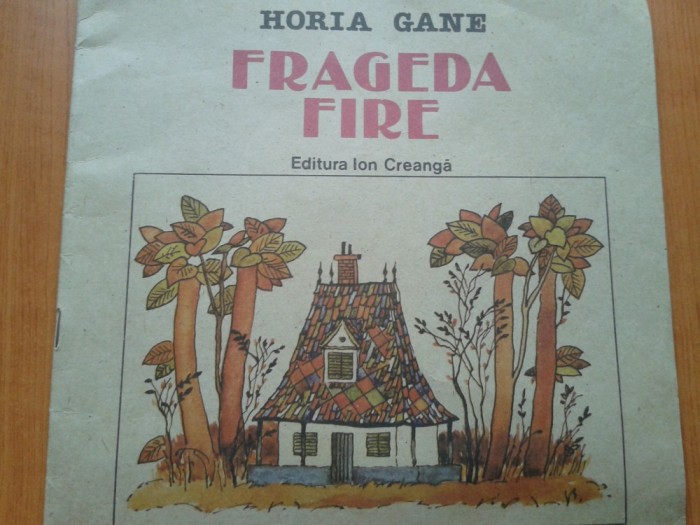 HORIA GANE
FRAGEDA
FIRE
Editura Ion Creangă